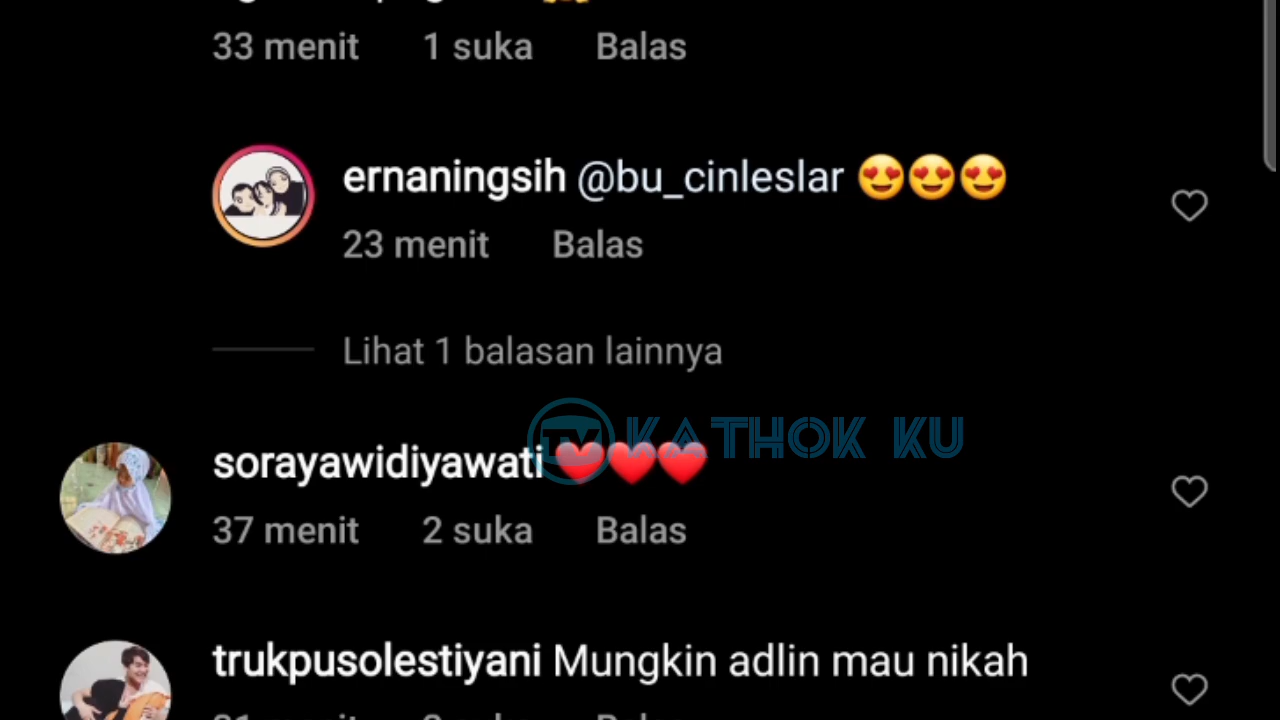 33 menit 1 suka Balas
ernaningsih @bu_cinleslar 😍😍😍
23 menit Balas
Lihat 1 balasan lainnya
TV KATHOK KU
sorayawidiyawati ❤️❤️❤️
37 menit 2 suka Balas
trukpusolestiyani Mungkin adlin mau nikah